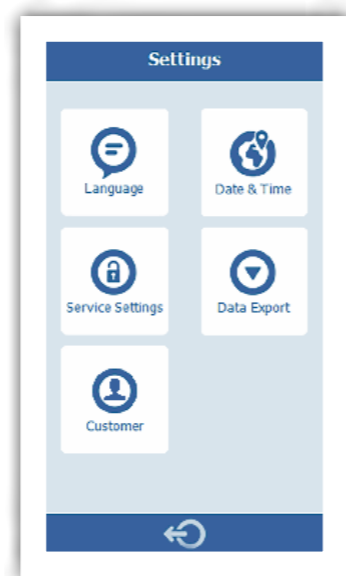 Settings
Language
Date & Time
Service Settings
Data Export
Customer